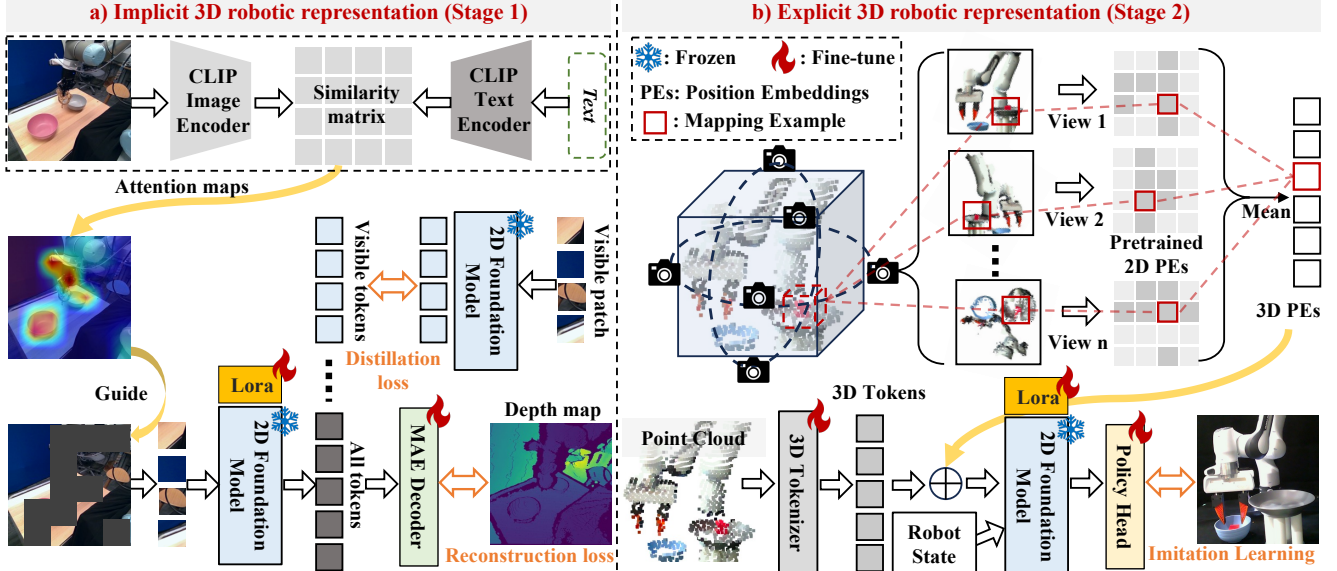 a) Implicit 3D robotic representation (Stage 1)
CLIP
Image
Encoder
Similarity
matrix
CLIP
Text
Encoder
Text
Attention maps
Visible tokens
2D Foundation
Model
Visible patch
Distillation
loss
Guide
Lora
2D Foundation
Model
All tokens
MAE Decoder
Depth map
Reconstruction loss
b) Explicit 3D robotic representation (Stage 2)
: Frozen
: Fine-tune
PEs: Position Embeddings
: Mapping Example
View 1
View 2
View n
Pretrained
2D PEs
Mean
3D PEs
Point Cloud
3D Tokenizer
3D Tokens
Robot
State
Lora
2D Foundation
Model
Policy Head
Imitation Learning